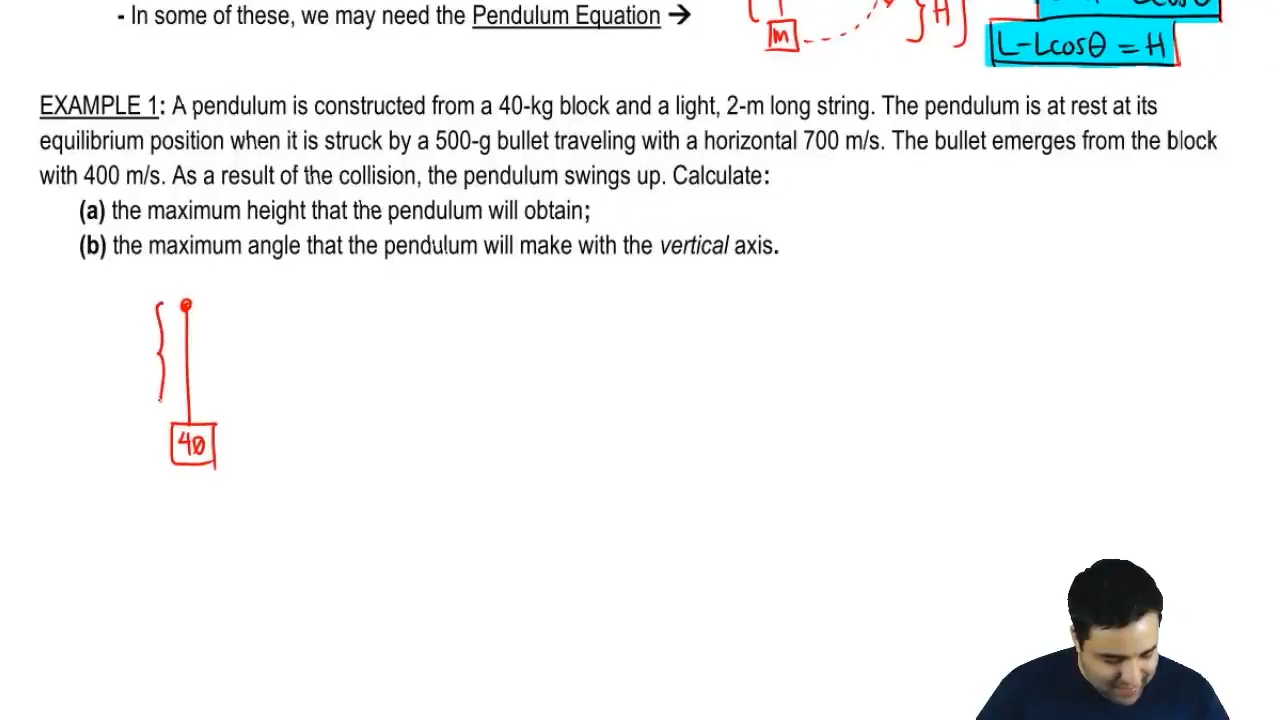 - In some of these, we may need the Pendulum Equation →
m
H
L-Lcosθ = H
EXAMPLE 1: A pendulum is constructed from a 40-kg block and a light, 2-m long string. The pendulum is at rest at its
equilibrium position when it is struck by a 500-g bullet traveling with a horizontal 700 m/s. The bullet emerges from the block
with 400 m/s. As a result of the collision, the pendulum swings up. Calculate:
(a) the maximum height that the pendulum will obtain;
(b) the maximum angle that the pendulum will make with the vertical axis.
40